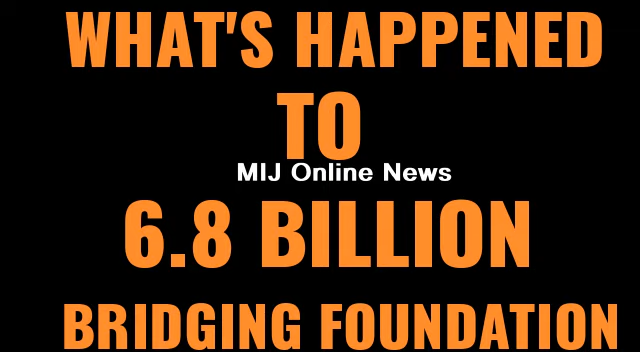 WHAT'S HAPPENED
TO
MIJ Online News
6.8 BILLION
BRIDGING FOUNDATION